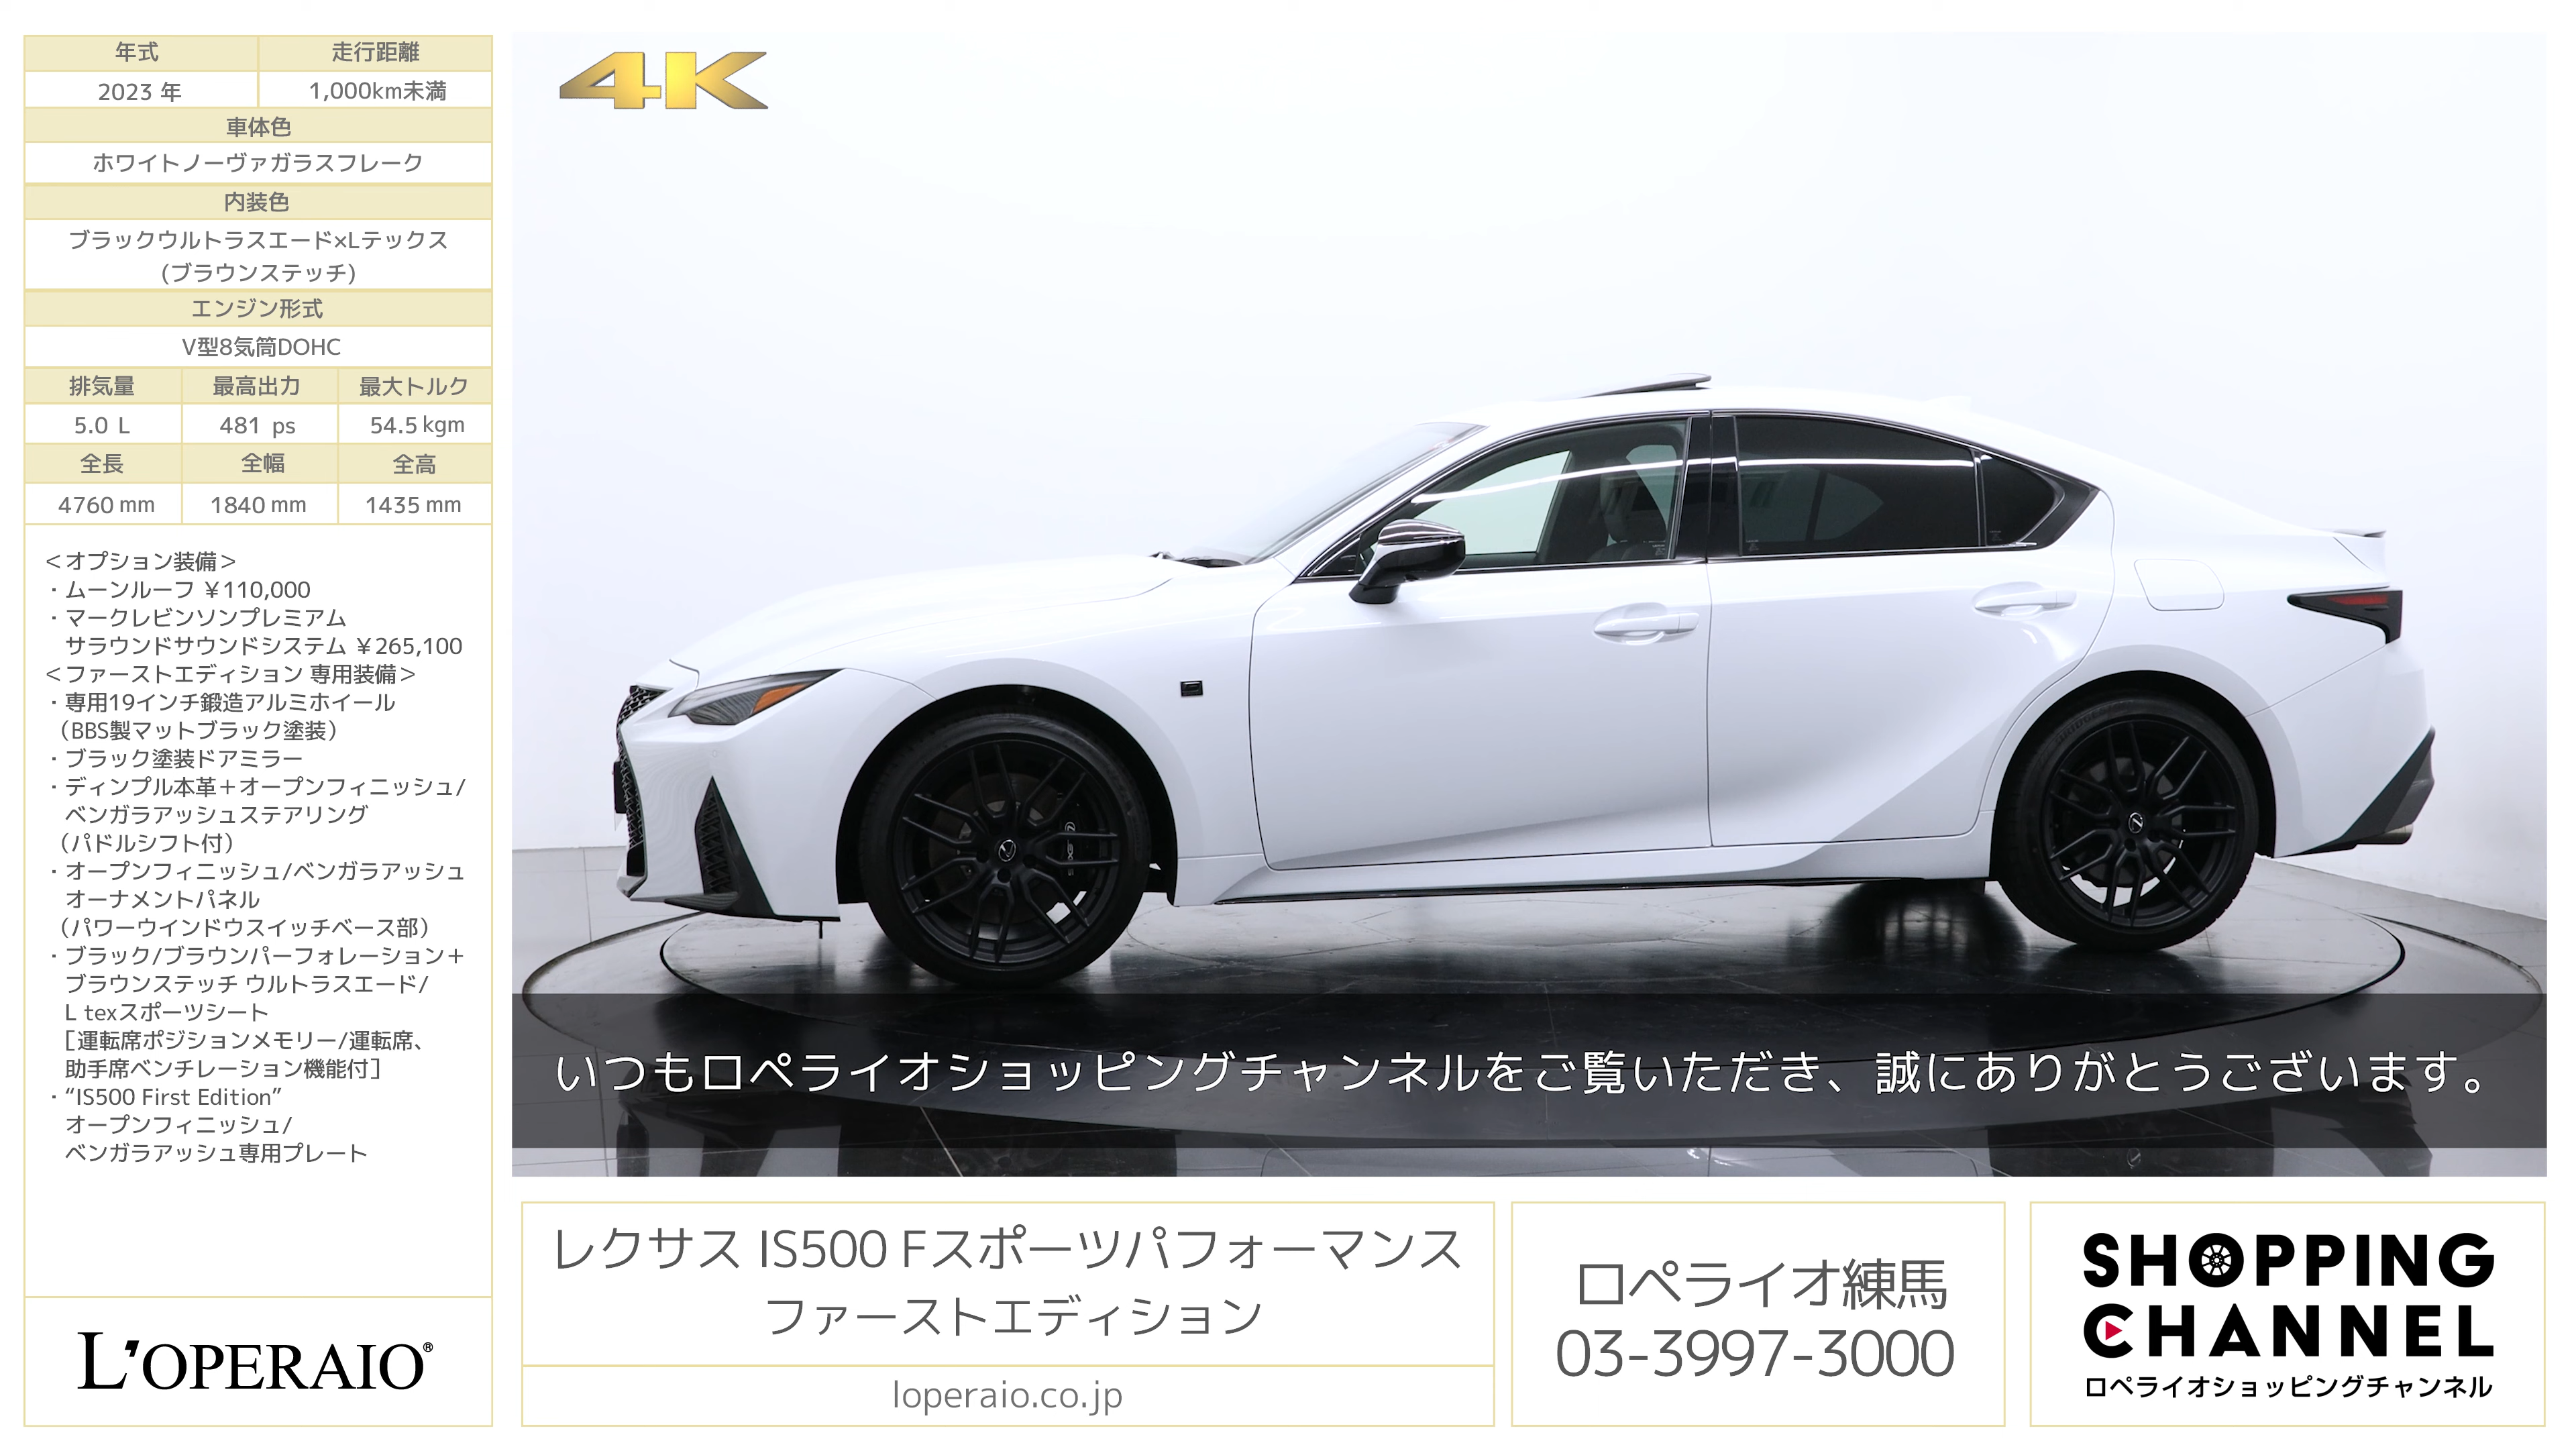 年式 走行距離
2023 年 1,000km未満
車体色
ホワイトノーヴァガラスフレーク
内装色
ブラックウルトラスエード×Lテックス
(ブラウンステッチ)
エンジン形式
V型8気筒DOHC
排気量 最高出力 最大トルク
5.0 L 481 ps 54.5 kgm
全長 全幅 全高
4760 mm 1840 mm 1435 mm
＜オプション装備＞
・ムーンルーフ ￥110,000
・マークレビンソンプレミアム
サラウンドサウンドシステム ￥265,100
＜ファーストエディション 専用装備＞
・専用19インチ鍛造アルミホイール
（BBS製マットブラック塗装）
・ブラック塗装ドアミラー
・ディンプル本革＋オープンフィニッシュ/
ベンガラアッシュステアリング
（パドルシフト付）
・オープンフィニッシュ/ベンガラアッシュ
オーナメントパネル
（パワーウインドウスイッチベース部）
・ブラック/ブラウンパーフォレーション＋
ブラウンステッチ ウルトラスエード/
L texスポーツシート
［運転席ポジションメモリー/運転席、
助手席ベンチレーション機能付］
・“IS500 First Edition”
オープンフィニッシュ/
ベンガラアッシュ専用プレート
L'OPERAIO®
4K
いつもロペライオショッピングチャンネルをご覧いただき、誠にありがとうございます。
レクサス IS500 Fスポーツパフォーマンス
ファーストエディション
loperaio.co.jp
ロペライオ練馬
03-3997-3000
SHOPPING
CHANNEL
ロペライオショッピングチャンネル